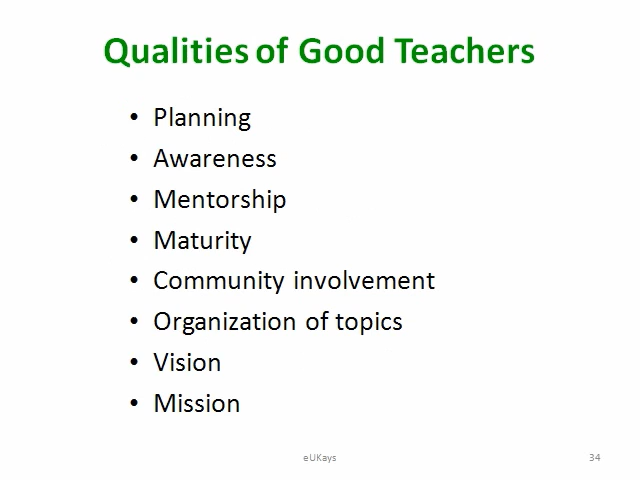 Qualities of Good Teachers
• Planning
• Awareness
• Mentorship
• Maturity
• Community involvement
• Organization of topics
• Vision
• Mission
eUKays
34